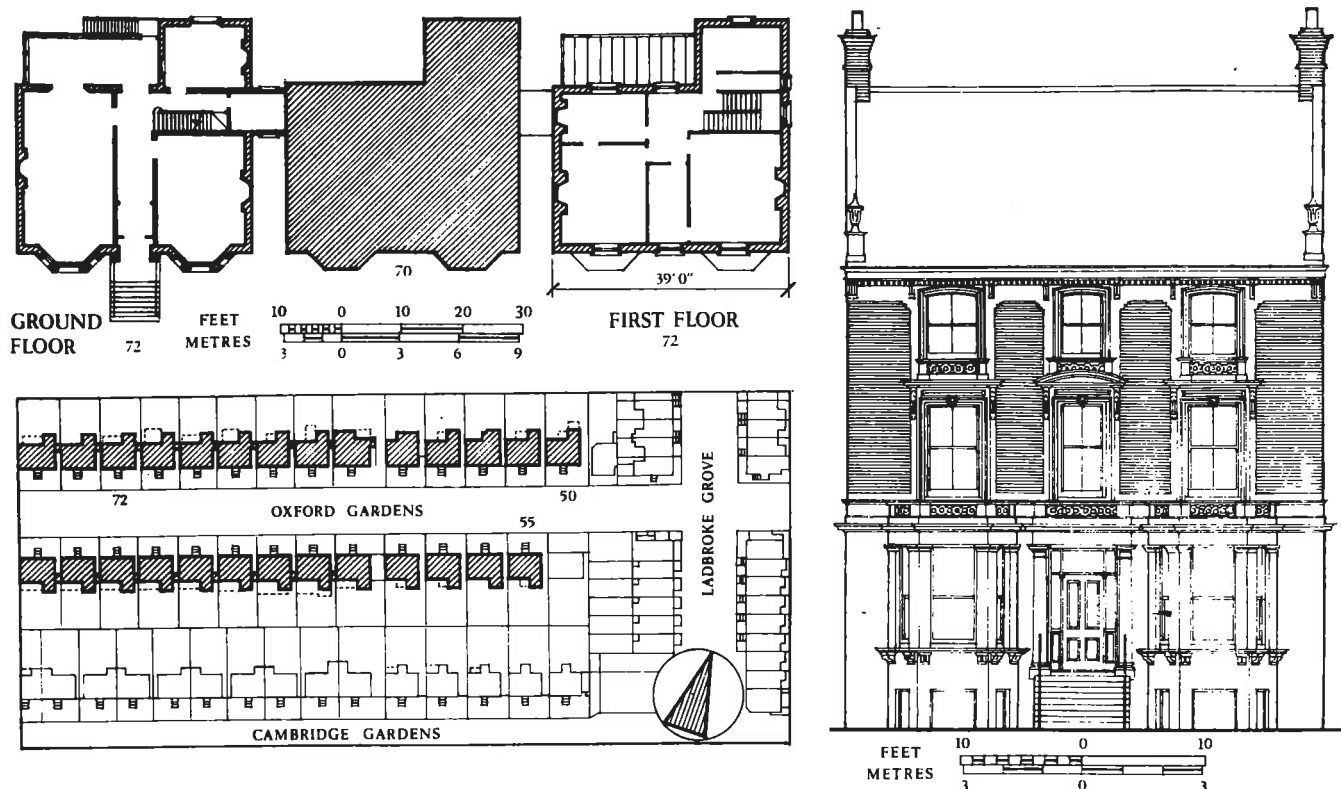 70
39' 0"
GROUND FLOOR
72
FEET
METRES
10 0 10 20 30
3 0 3 6 9
FIRST FLOOR
72
72
OXFORD GARDENS
50
55
LADBROKE GROVE
CAMBRIDGE GARDENS
FEET
METRES
10 0 10
3 0 3